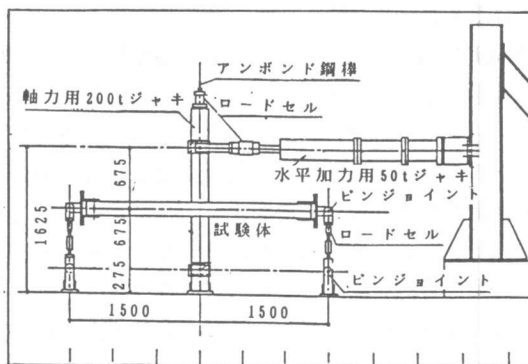 アンボンド鋼棒
軸力用200tジャキ
ロードセル
水平加力用50tジャキ
ピンジョイント
試験体
ロードセル
ピンジョイント
675
675
275
1625
1500
1500